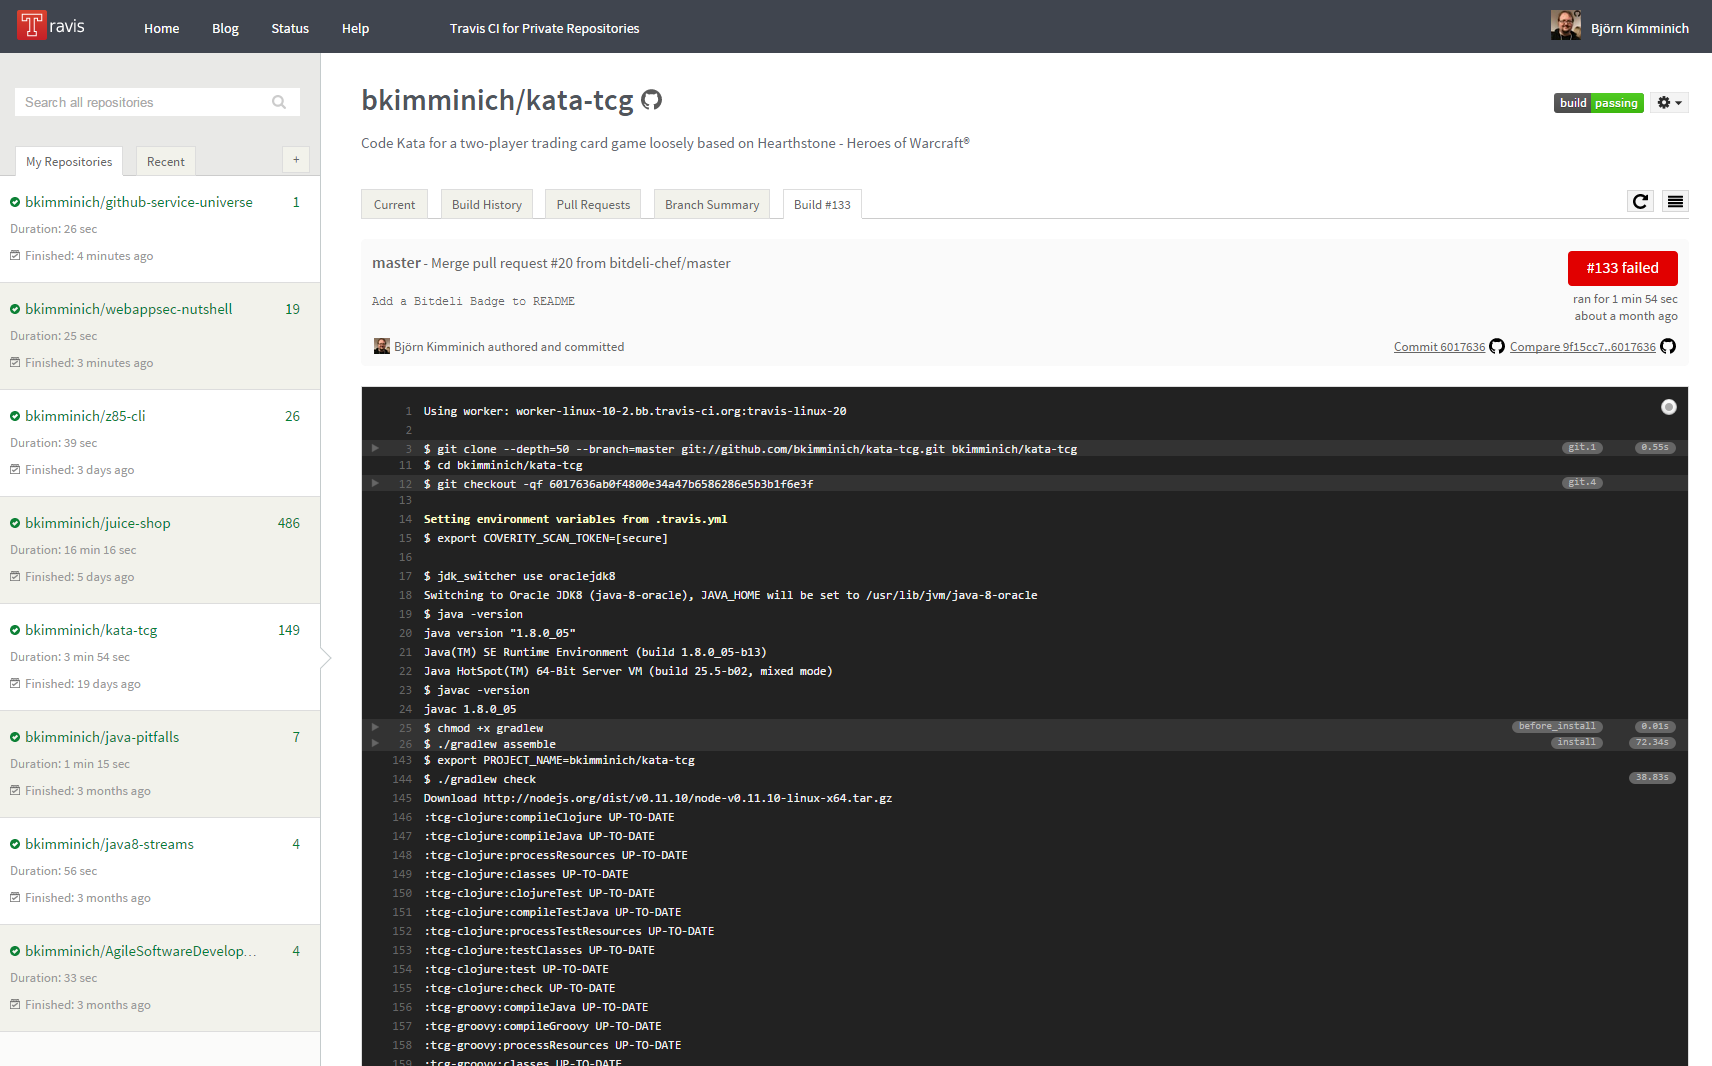 Travis
Home
Blog
Status
Help
Travis CI for Private Repositories
Björn Kimminich
Search all repositories
My Repositories
Recent
+
bkimminich/github-service-universe 1
Duration: 26 sec
Finished: 4 minutes ago
bkimminich/webappsec-nutshell 19
Duration: 25 sec
Finished: 3 minutes ago
bkimminich/z85-cli 26
Duration: 39 sec
Finished: 3 days ago
bkimminich/juice-shop 486
Duration: 16 min 16 sec
Finished: 5 days ago
bkimminich/kata-tcg 149
Duration: 3 min 54 sec
Finished: 19 days ago
bkimminich/java-pitfalls 7
Duration: 1 min 15 sec
Finished: 3 months ago
bkimminich/java8-streams 4
Duration: 56 sec
Finished: 3 months ago
bkimminich/AgileSoftwareDevelop... 4
Duration: 33 sec
Finished: 3 months ago
bkimminich/kata-tcg
build passing
Code Kata for a two-player trading card game loosely based on Hearthstone - Heroes of Warcraft®
Current
Build History
Pull Requests
Branch Summary
Build #133
master - Merge pull request #20 from bitdeli-chef/master
#133 failed
Add a Bitdeli Badge to README
ran for 1 min 54 sec
about a month ago
Björn Kimminich authored and committed
Commit 6017636 Compare 9f15cc7..6017636
1 Using worker: worker-linux-10-2.bb.travis-ci.org:travis-linux-20
2
3 $ git clone --depth=50 --branch=master git://github.com/bkimminich/kata-tcg.git bkimminich/kata-tcg git.1 0.55s
11 $ cd bkimminich/kata-tcg
12 $ git checkout -qf 6017636ab0f4800e34a47b6586286e5b3b1f6e3f git.4
13
14 Setting environment variables from .travis.yml
15 $ export COVERITY_SCAN_TOKEN=[secure]
16
17 $ jdk_switcher use oraclejdk8
18 Switching to Oracle JDK8 (java-8-oracle), JAVA_HOME will be set to /usr/lib/jvm/java-8-oracle
19 $ java -version
20 java version "1.8.0_05"
21 Java(TM) SE Runtime Environment (build 1.8.0_05-b13)
22 Java HotSpot(TM) 64-Bit Server VM (build 25.5-b02, mixed mode)
23 $ javac -version
24 javac 1.8.0_05
25 $ chmod +x gradlew before_install 0.01s
26 $ ./gradlew assemble install 72.34s
143 $ export PROJECT_NAME=bkimminich/kata-tcg
144 $ ./gradlew check 38.83s
145 Download http://nodejs.org/dist/v0.11.10/node-v0.11.10-linux-x64.tar.gz
146 :tcg-clojure:compileClojure UP-TO-DATE
147 :tcg-clojure:compileJava UP-TO-DATE
148 :tcg-clojure:processResources UP-TO-DATE
149 :tcg-clojure:classes UP-TO-DATE
150 :tcg-clojure:clojureTest UP-TO-DATE
151 :tcg-clojure:compileTestJava UP-TO-DATE
152 :tcg-clojure:processTestResources UP-TO-DATE
153 :tcg-clojure:testClasses UP-TO-DATE
154 :tcg-clojure:test UP-TO-DATE
155 :tcg-clojure:check UP-TO-DATE
156 :tcg-groovy:compileJava UP-TO-DATE
157 :tcg-groovy:compileGroovy UP-TO-DATE
158 :tcg-groovy:processResources UP-TO-DATE
159 :tcg-groovy:classes UP-TO-DATE